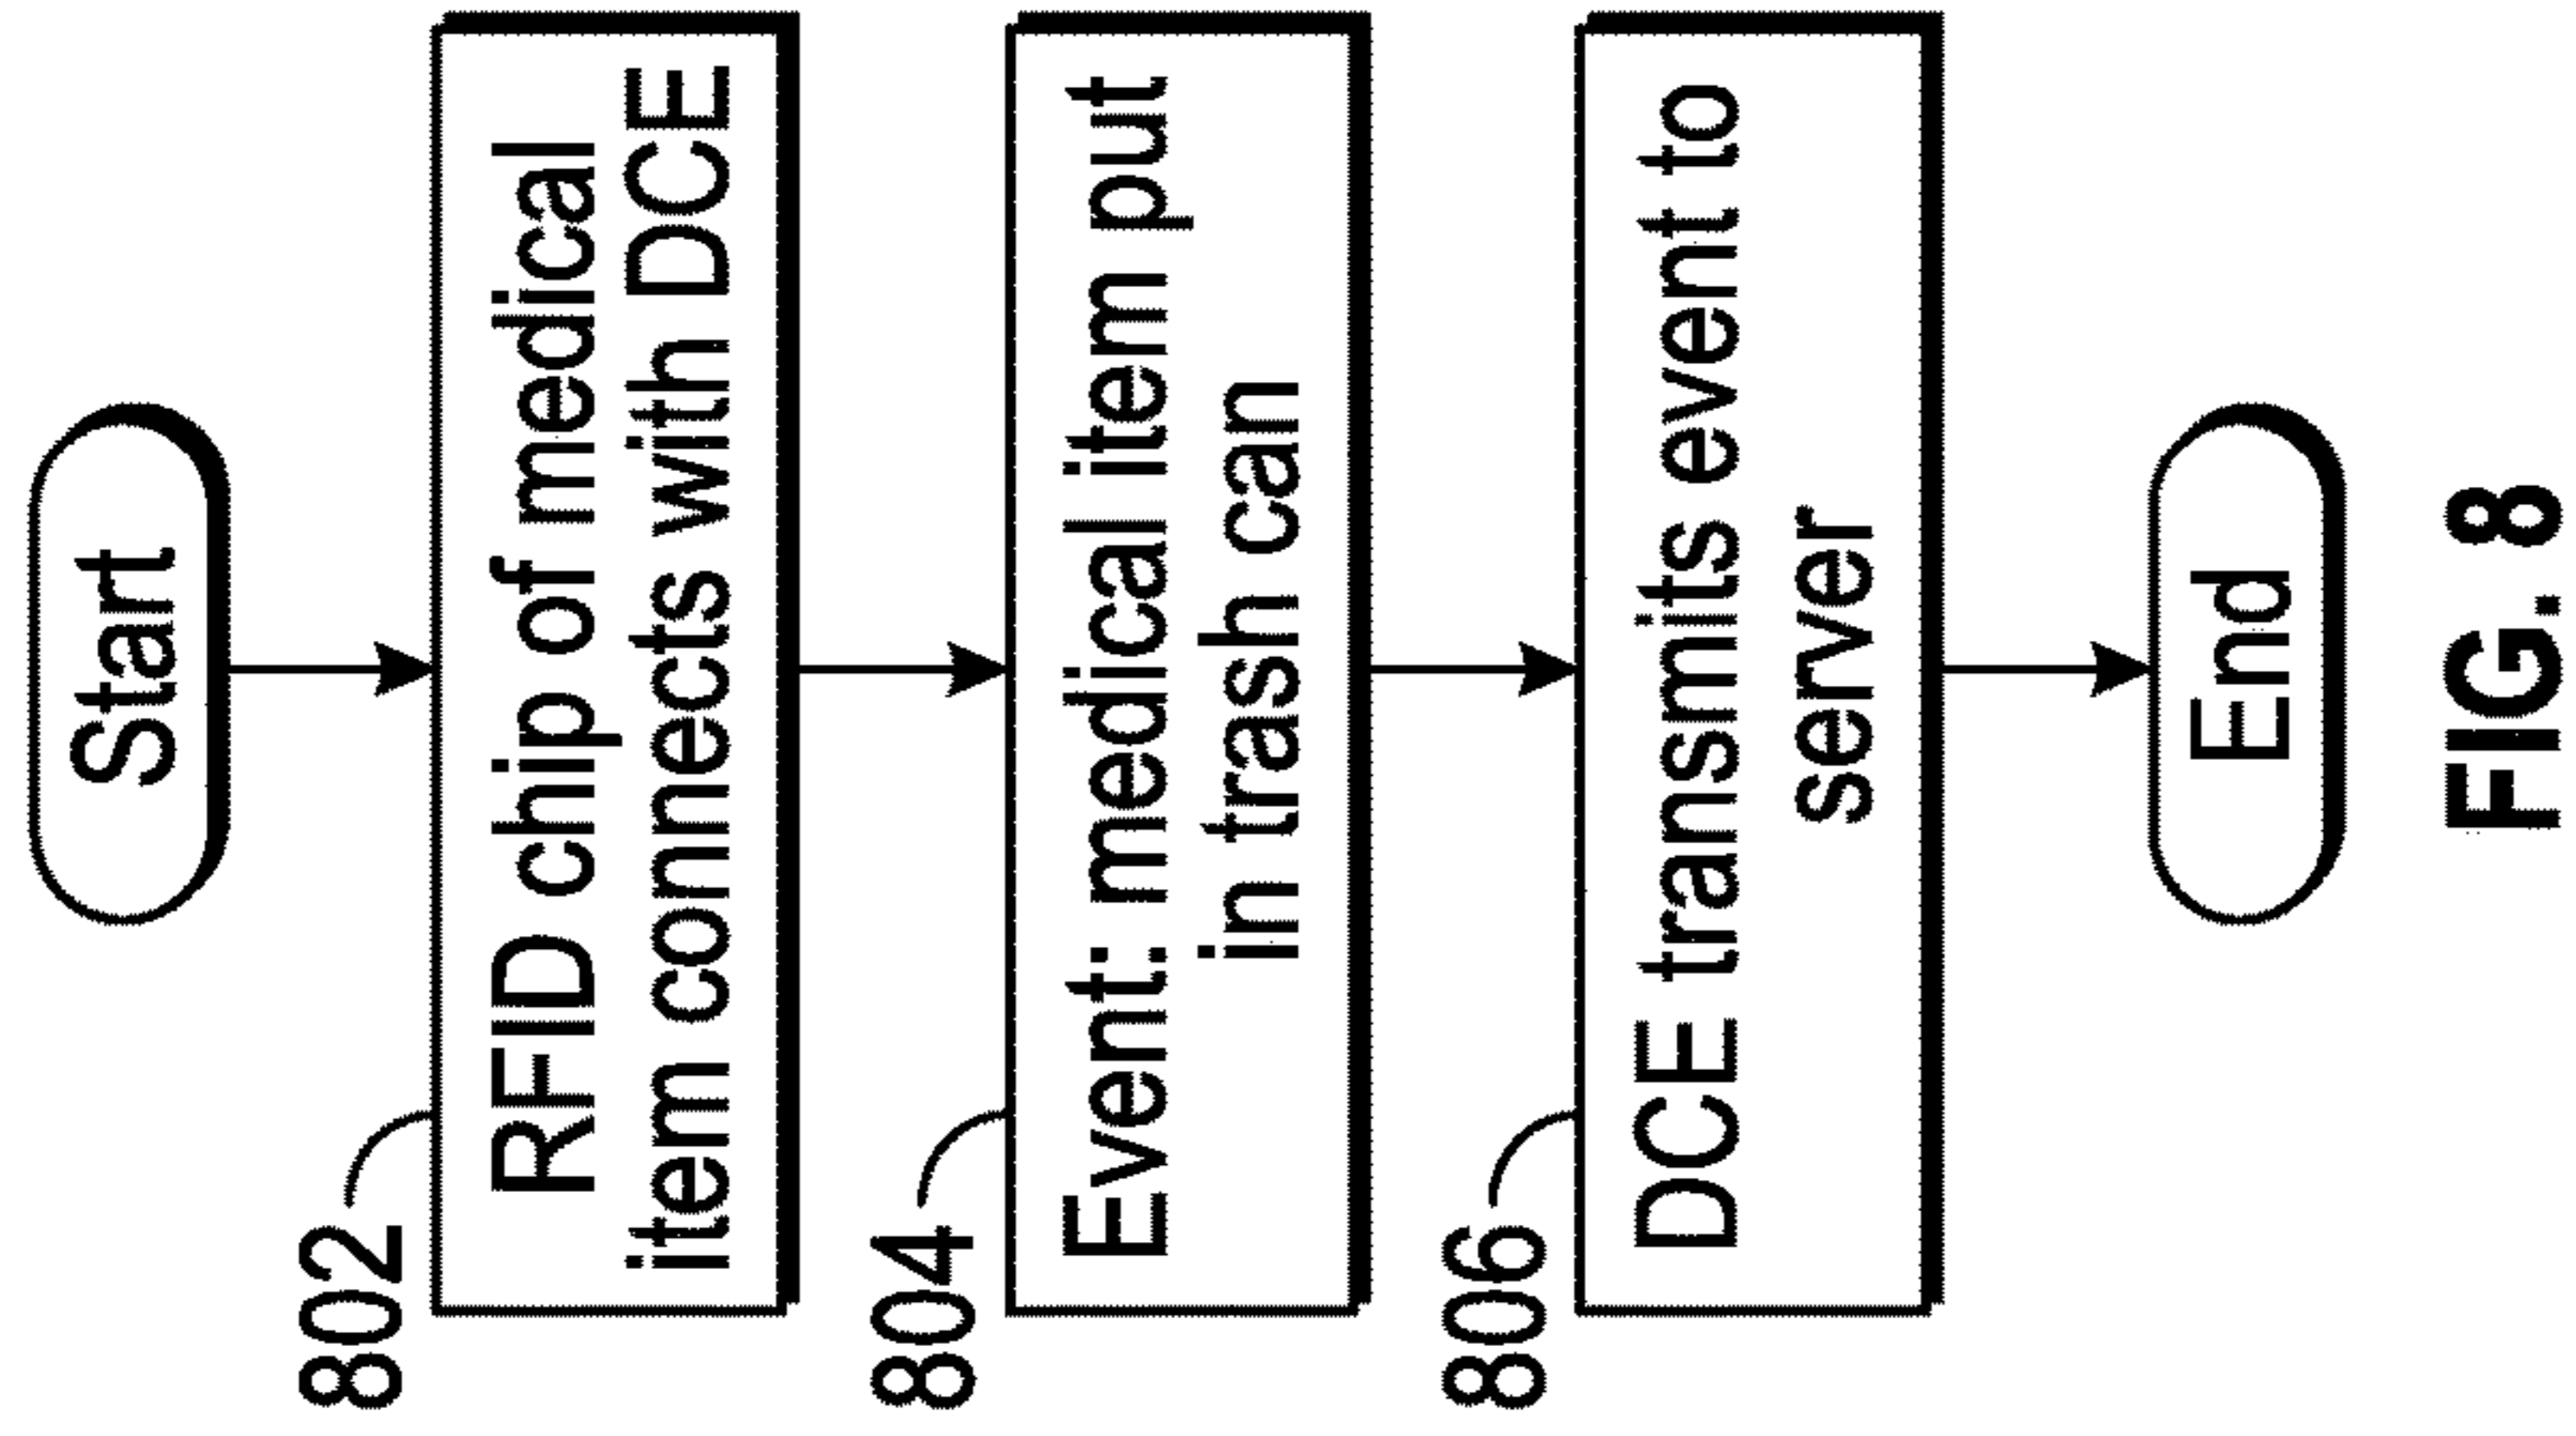 Start
802
RFID chip of medical
item connects with DCE
804
Event: medical item put
in trash can
806
DCE transmits event to
server
End
FIG. 8